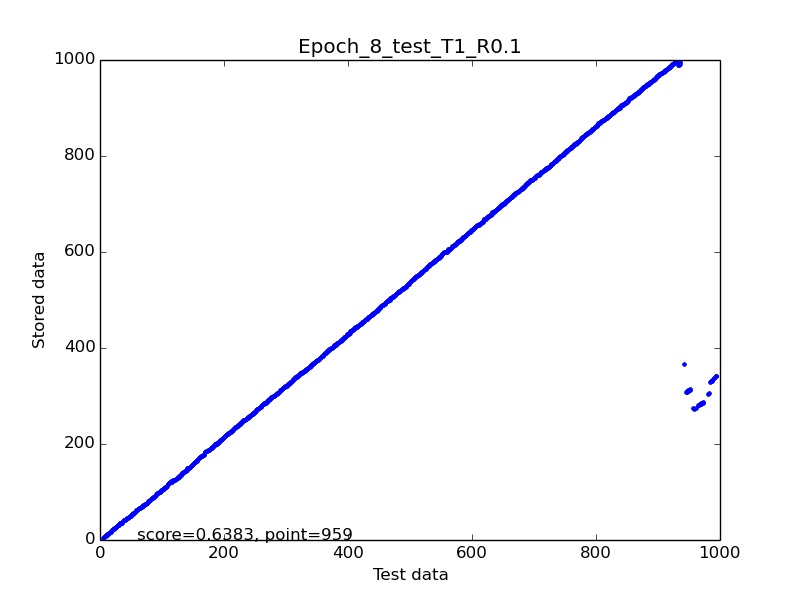 Epoch_8_test_T1_R0.1
1000
800
600
400
200
0
Stored data
score=0.6383, point=959
0 200 400 600 800 1000
Test data